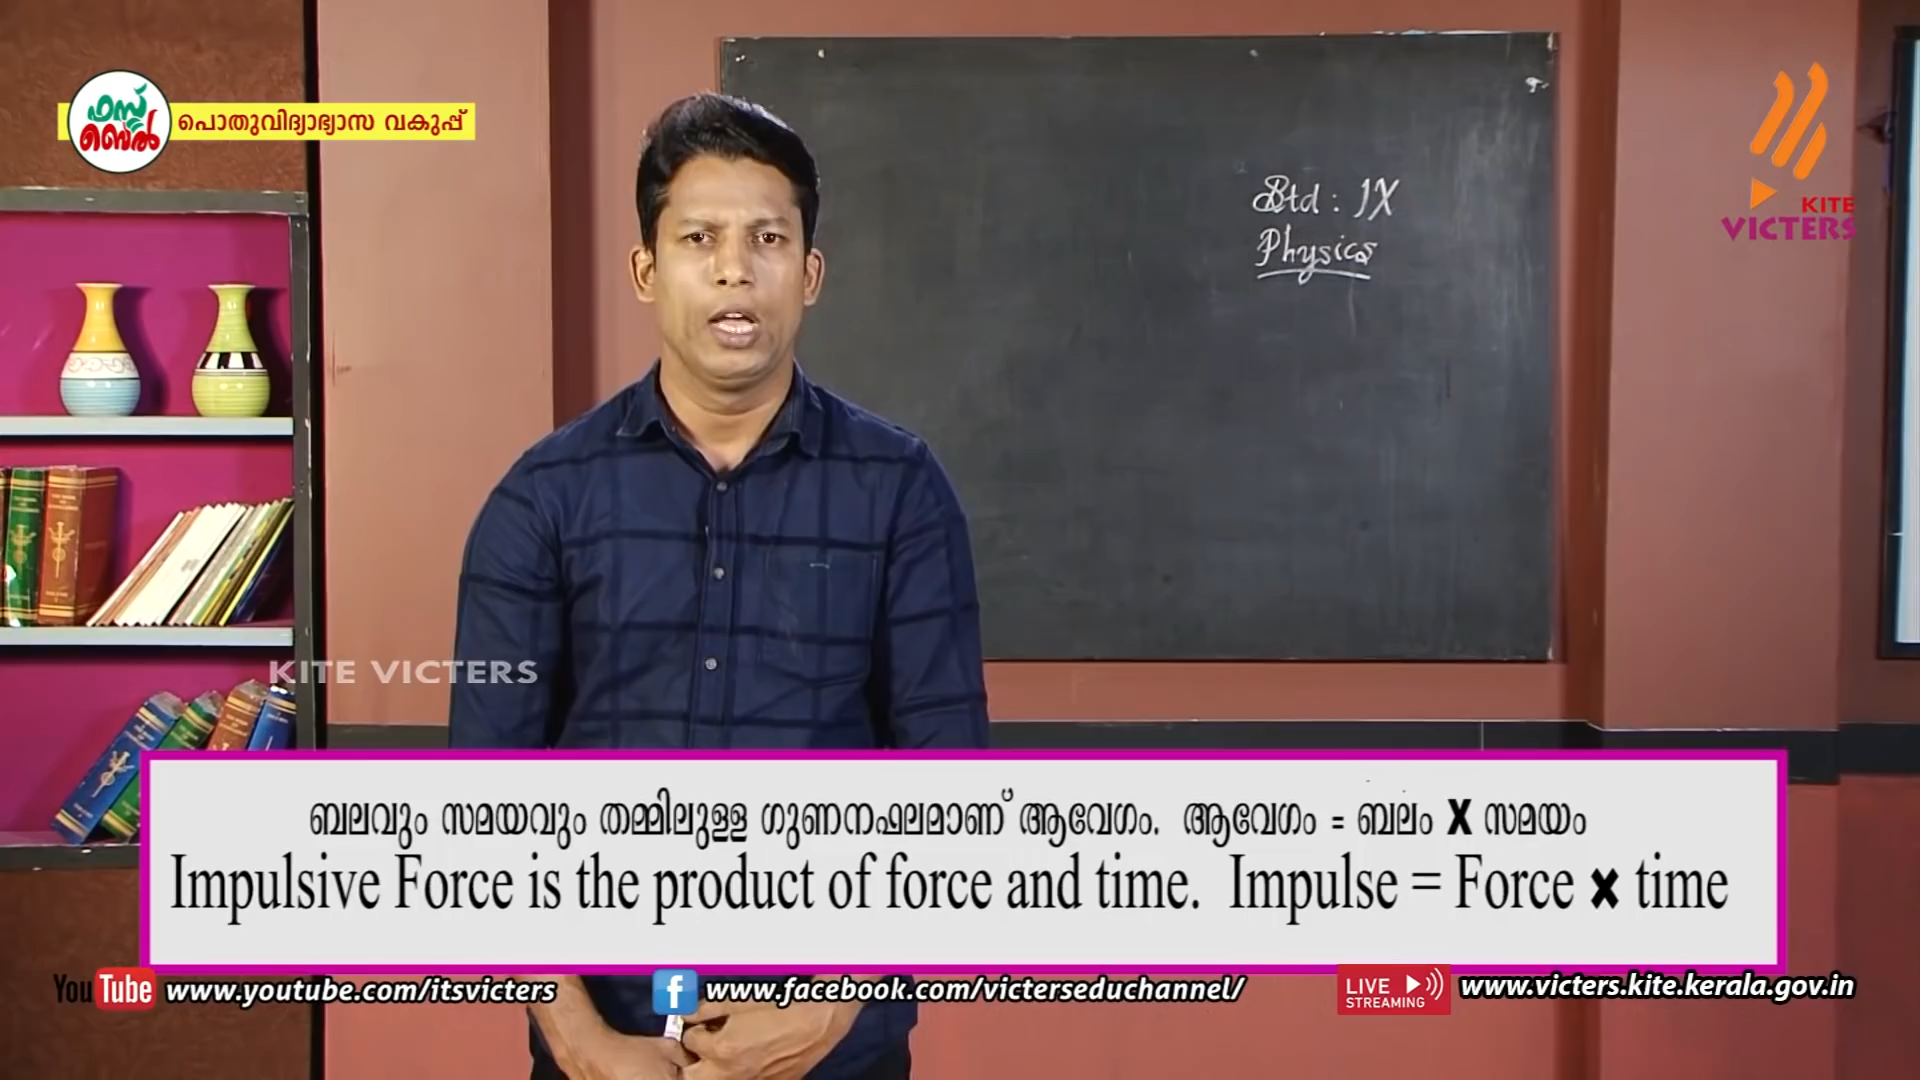 ഫസ്റ്റ്
ബെൽ
പൊതുവിദ്യാഭ്യാസ വകുപ്പ്
Std : IX
Physics
KITE
VICTERS
KITE VICTERS
ബലവും സമയവും തമ്മിലുള്ള ഗുണനഫലമാണ് ആവേഗം. ആവേഗം = ബലം X സമയം
Impulsive Force is the product of force and time. Impulse = Force × time
YouTube www.youtube.com/itsvicters
f www.facebook.com/victerseduchannel/
LIVE
STREAMING
www.victers.kite.kerala.gov.in